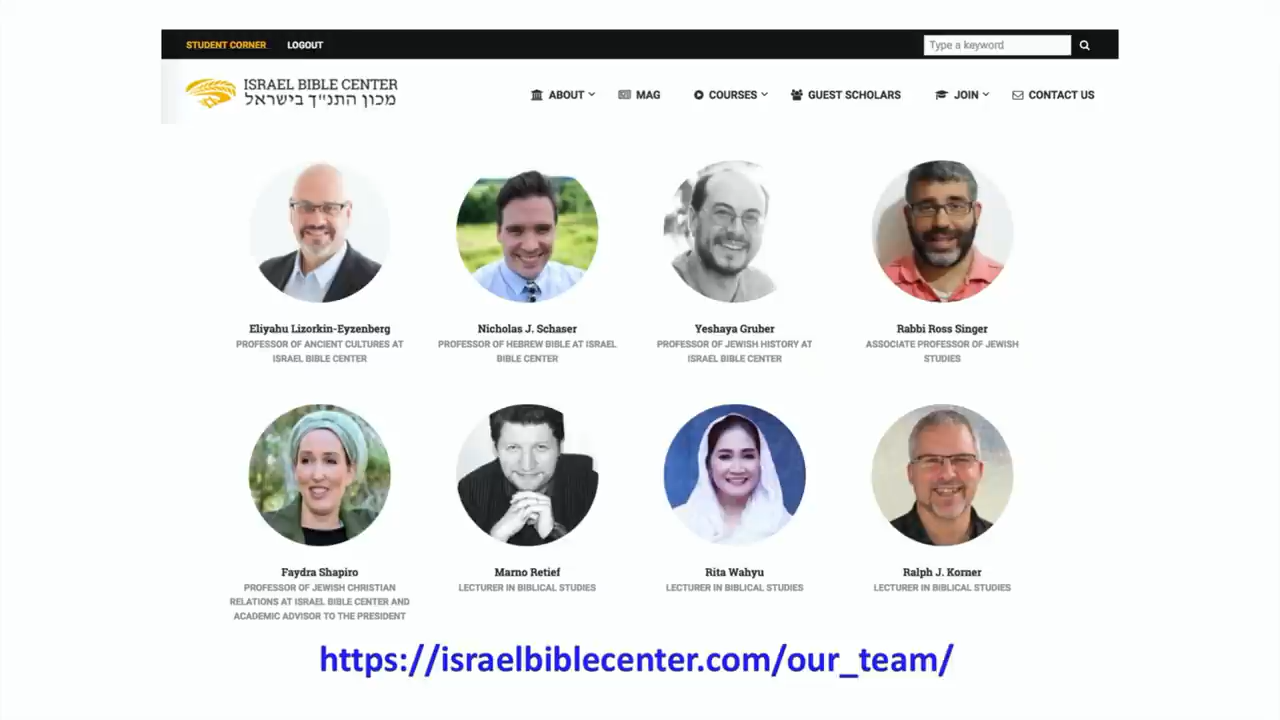 STUDENT CORNER LOGOUT Type a keyword
ISRAEL BIBLE CENTER
מכון התנ״ך בישראל
ABOUT MAG COURSES GUEST SCHOLARS JOIN CONTACT US
Eliyahu Lizorkin-Eyzenberg
PROFESSOR OF ANCIENT CULTURES AT
ISRAEL BIBLE CENTER
Nicholas J. Schaser
PROFESSOR OF HEBREW BIBLE AT ISRAEL
BIBLE CENTER
Yeshaya Gruber
PROFESSOR OF JEWISH HISTORY AT
ISRAEL BIBLE CENTER
Rabbi Ross Singer
ASSOCIATE PROFESSOR OF JEWISH
STUDIES
Faydra Shapiro
PROFESSOR OF JEWISH CHRISTIAN
RELATIONS AT ISRAEL BIBLE CENTER AND
ACADEMIC ADVISOR TO THE PRESIDENT
Marno Retief
LECTURER IN BIBLICAL STUDIES
Rita Wahyu
LECTURER IN BIBLICAL STUDIES
Ralph J. Korner
LECTURER IN BIBLICAL STUDIES
https://israelbiblecenter.com/our_team/